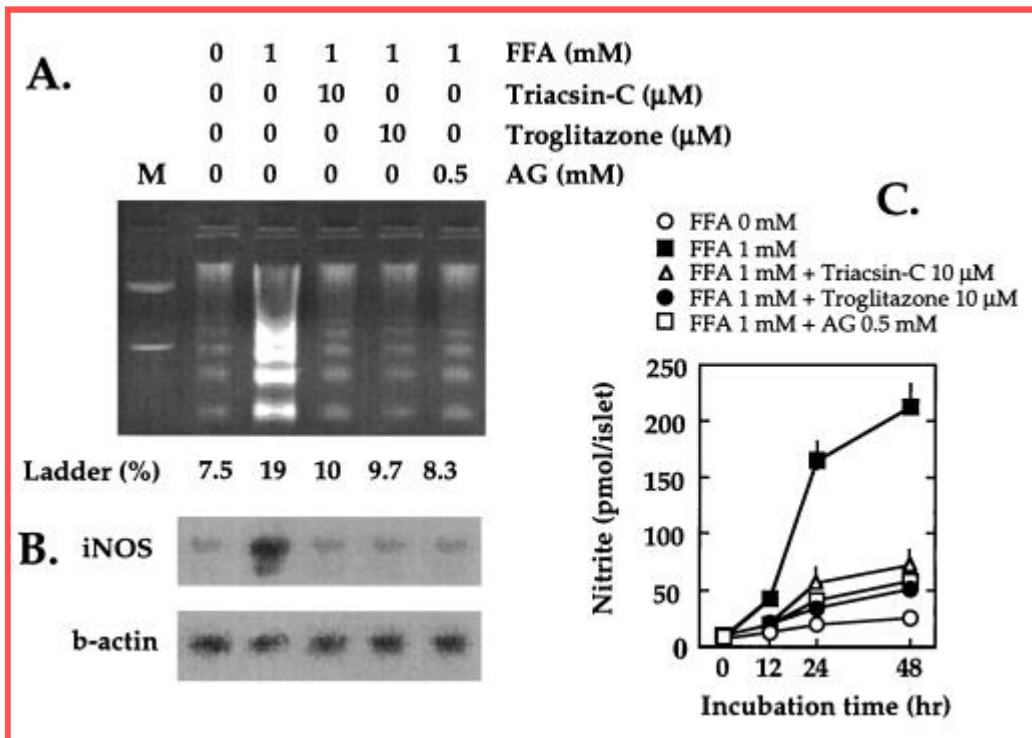 A.
0 1 1 1 1 FFA (mM)
0 0 10 0 0 Triacsin-C (μM)
0 0 0 10 0 Troglitazone (μM)
M 0 0 0 0 0.5 AG (mM)
Ladder (%) 7.5 19 10 9.7 8.3
B. iNOS
b-actin
C.
FFA 0 mM
FFA 1 mM
FFA 1 mM + Triacsin-C 10 μM
FFA 1 mM + Troglitazone 10 μM
FFA 1 mM + AG 0.5 mM
Nitrite (pmol/islet)
250
200
150
100
50
0
0 12 24 48
Incubation time (hr)